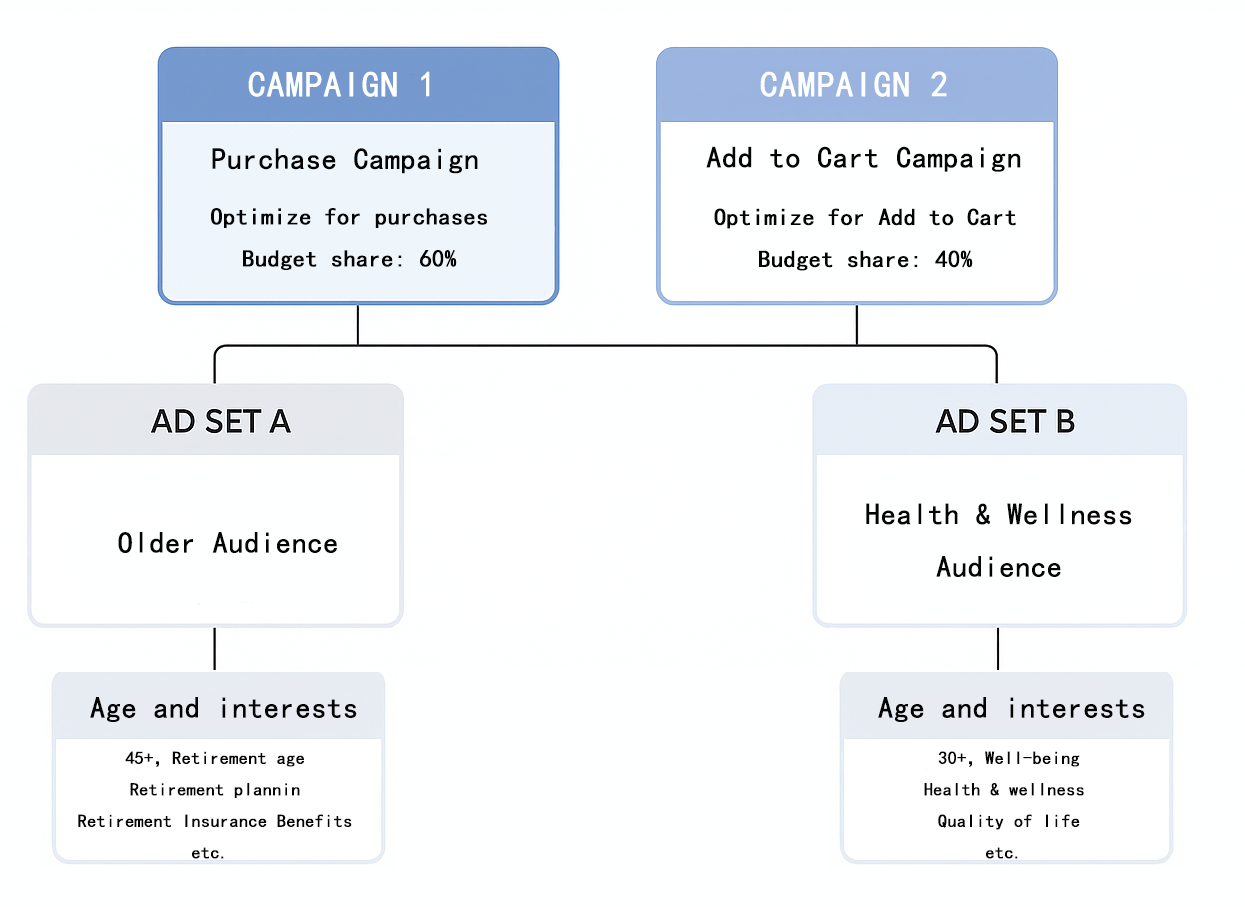 CAMPAIGN 1
Purchase Campaign
Optimize for purchases
Budget share: 60%
CAMPAIGN 2
Add to Cart Campaign
Optimize for Add to Cart
Budget share: 40%
AD SET A
Older Audience
AD SET B
Health & Wellness
Audience
Age and interests
45+, Retirement age
Retirement plannin
Retirement Insurance Benefits
etc.
Age and interests
30+, Well-being
Health & wellness
Quality of life
etc.